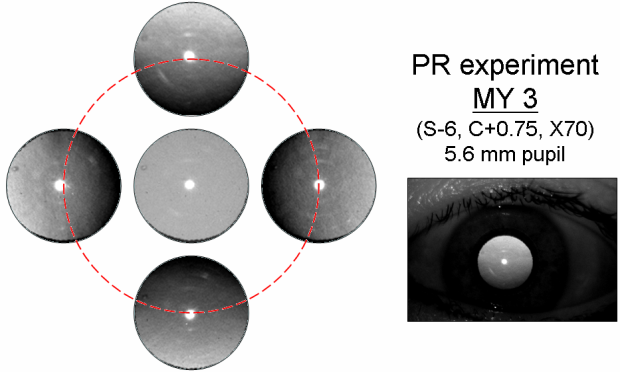 PR experiment
MY 3
(S-6, C+0.75, X70)
5.6 mm pupil